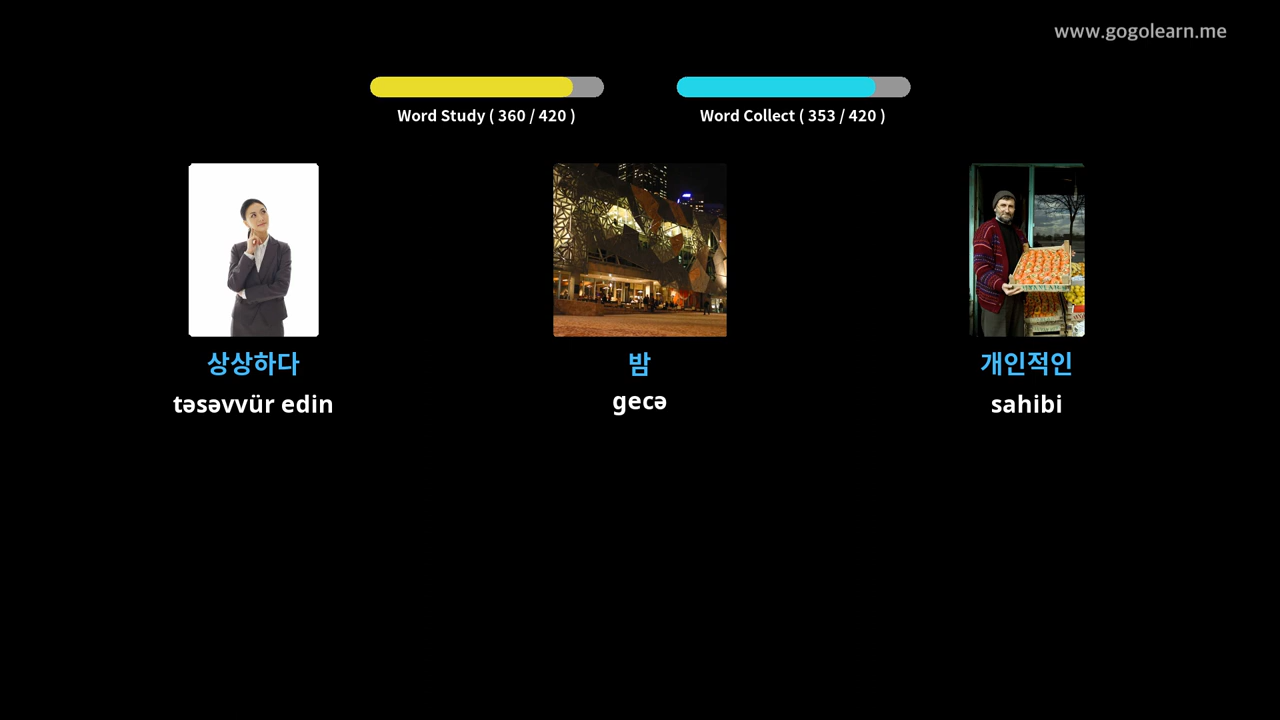 www.gogolearn.me
Word Study ( 360 / 420 )
Word Collect ( 353 / 420 )
상상하다
밤
개인적인
təsəvvür edin
gecə
sahibi